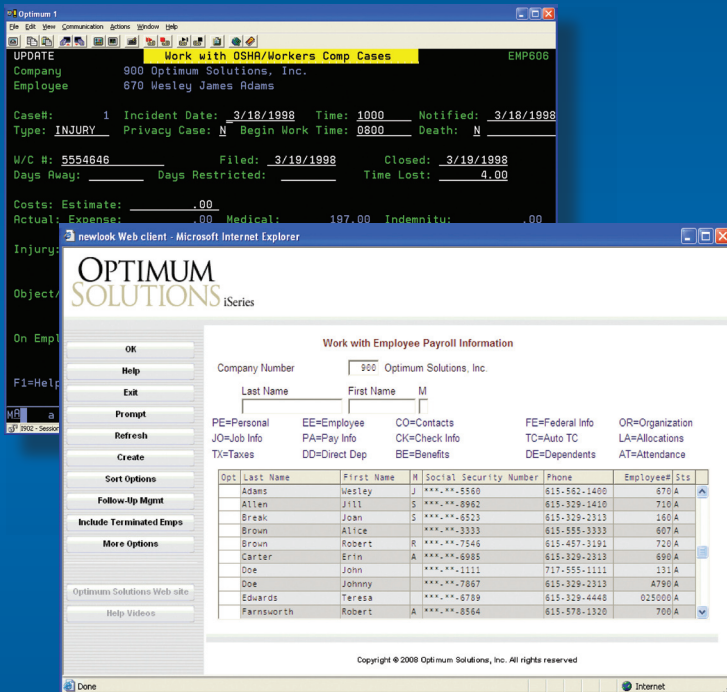 Optimum 1
File Edit View Communication Actions Window Help
UPDATE Work with OSHA/Workers Comp Cases EMP606
Company 900 Optimum Solutions, Inc.
Employee 670 Wesley James Adams
Case#: 1 Incident Date: 3/18/1998 Time: 1000 Notified: 3/18/1998
Type: INJURY Privacy Case: N Begin Work Time: 0800 Death: N
W/C #: 5554646 Filed: 3/19/1998 Closed: 3/19/1998
Days Away: Days Restricted: Time Lost: 4.00
Costs: Estimate: .00
Actual: Expense: .00 Medical: 197.00 Indemnity: .00
Injury:
Object/
On Empl
F1=Help
MA a
I902 - Session
newlook Web client - Microsoft Internet Explorer
OPTIMUM
SOLUTIONS iSeries
OK
Help
Exit
Prompt
Refresh
Create
Sort Options
Follow-Up Mgmt
Include Terminated Emps
More Options
Optimum Solutions Web site
Help Videos
Work with Employee Payroll Information
Company Number 900 Optimum Solutions, Inc.
Last Name First Name M
PE=Personal EE=Employee CO=Contacts FE=Federal Info OR=Organization
JO=Job Info PA=Pay Info CK=Check Info TC=Auto TC LA=Allocations
TX=Taxes DD=Direct Dep BE=Benefits DE=Dependents AT=Attendance
Opt Last Name First Name M Social Security Number Phone Employee# Sts
Adams Wesley J ***-**-5560 615-562-1400 670 A
Allen Jill S ***-**-8962 615-329-1410 710 A
Break Joan S ***-**-6523 615-329-2313 160 A
Brown Alice ***-**-3333 615-555-3333 607 A
Brown Robert R ***-**-7546 615-457-3191 720 A
Carter Erin A ***-**-6985 615-329-2313 690 A
Doe John ***-**-1111 717-555-1111 131 A
Doe Johnny ***-**-7867 615-329-2313 A790 A
Edwards Teresa ***-**-6789 615-329-4448 025000 A
Farnsworth Robert A ***-**-8564 615-578-1320 700 A
Copyright © 2008 Optimum Solutions, Inc. All rights reserved
Done Internet